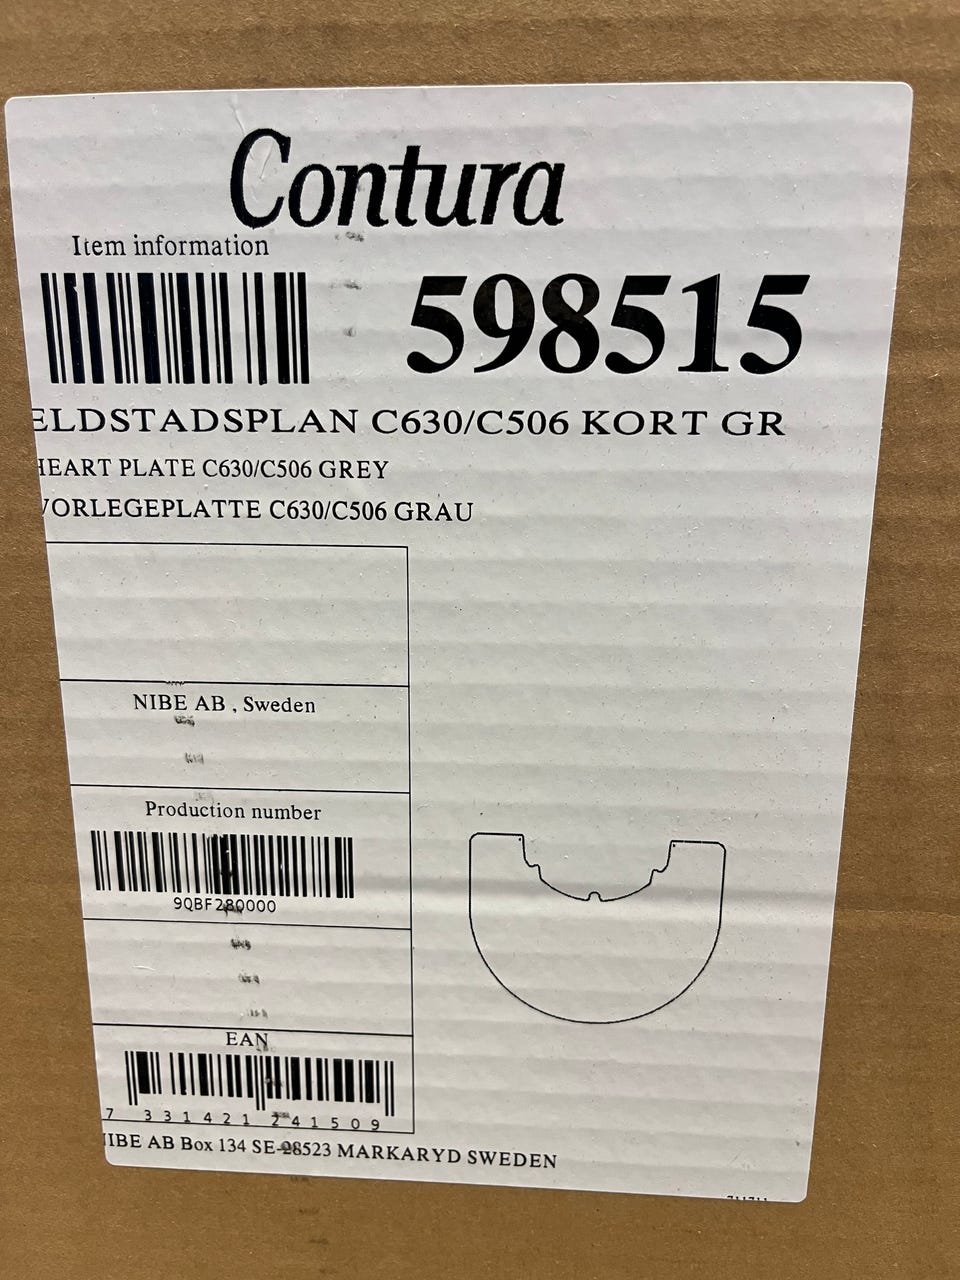 Contura
Item information
598515
ELDSTADSPLAN C630/C506 KORT GR
HEART PLATE C630/C506 GREY
VORLEGEPLATTE C630/C506 GRAU
NIBE AB , Sweden
Production number
9QBF280000
EAN
7 331421 241509
NIBE AB Box 134 SE-28523 MARKARYD SWEDEN